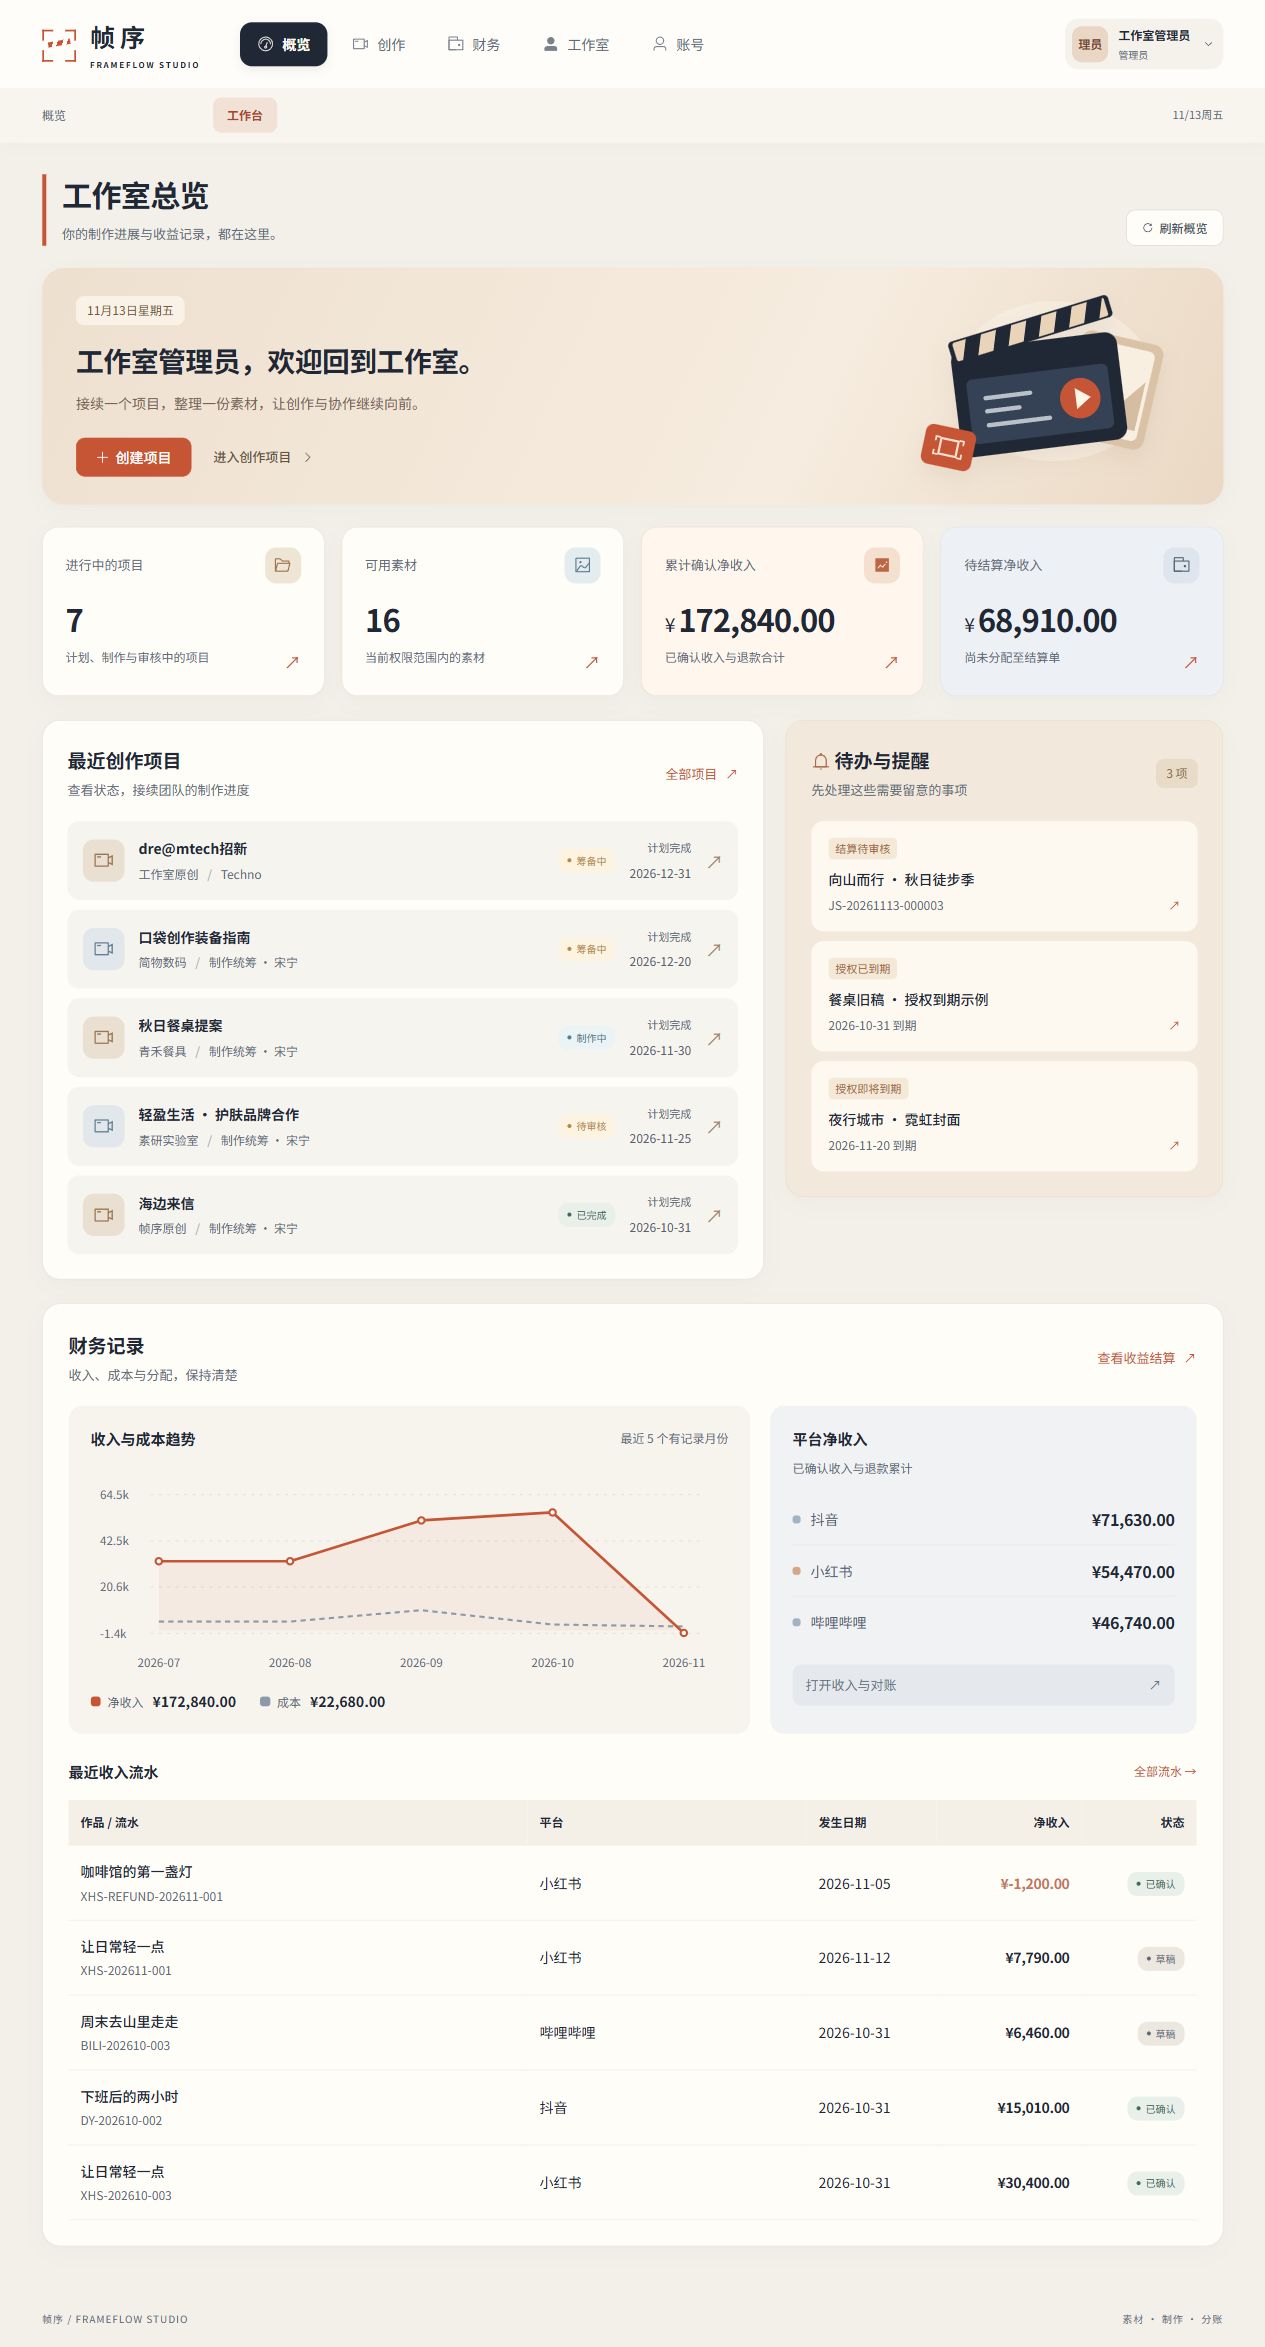 帧序
FRAMEFLOW STUDIO
概览
创作
财务
工作室
账号
理员
工作室管理员
管理员
概览
工作台
11/13周五
工作室总览
你的制作进展与收益记录，都在这里。
刷新概览
11月13日星期五
工作室管理员，欢迎回到工作室。
接续一个项目，整理一份素材，让创作与协作继续向前。
创建项目
进入创作项目
进行中的项目
7
计划、制作与审核中的项目
可用素材
16
当前权限范围内的素材
累计确认净收入
¥172,840.00
已确认收入与退款合计
待结算净收入
¥68,910.00
尚未分配至结算单
最近创作项目
查看状态，接续团队的制作进度
全部项目
dre@mtech招新
工作室原创 / Techno
筹备中
计划完成
2026-12-31
口袋创作装备指南
简物数码 / 制作统筹 · 宋宁
筹备中
计划完成
2026-12-20
秋日餐桌提案
青禾餐具 / 制作统筹 · 宋宁
制作中
计划完成
2026-11-30
轻盈生活 · 护肤品牌合作
素研实验室 / 制作统筹 · 宋宁
待审核
计划完成
2026-11-25
海边来信
帧序原创 / 制作统筹 · 宋宁
已完成
计划完成
2026-10-31
待办与提醒
先处理这些需要留意的事项
3 项
结算待审核
向山而行 · 秋日徒步季
JS-20261113-000003
授权已到期
餐桌旧稿 · 授权到期示例
2026-10-31 到期
授权即将到期
夜行城市 · 霓虹封面
2026-11-20 到期
财务记录
收入、成本与分配，保持清楚
查看收益结算
收入与成本趋势
最近 5 个有记录月份
64.5k
42.5k
20.6k
-1.4k
2026-07
2026-08
2026-09
2026-10
2026-11
净收入 ¥172,840.00
成本 ¥22,680.00
平台净收入
已确认收入与退款累计
抖音 ¥71,630.00
小红书 ¥54,470.00
哔哩哔哩 ¥46,740.00
打开收入与对账
最近收入流水
全部流水
作品 / 流水 平台 发生日期 净收入 状态
咖啡馆的第一盏灯
XHS-REFUND-202611-001
小红书 2026-11-05 ¥-1,200.00 已确认
让日常轻一点
XHS-202611-001
小红书 2026-11-12 ¥7,790.00 草稿
周末去山里走走
BILI-202610-003
哔哩哔哩 2026-10-31 ¥6,460.00 草稿
下班后的两小时
DY-202610-002
抖音 2026-10-31 ¥15,010.00 已确认
让日常轻一点
XHS-202610-003
小红书 2026-10-31 ¥30,400.00 已确认
帧序 / FRAMEFLOW STUDIO
素材 · 制作 · 分账